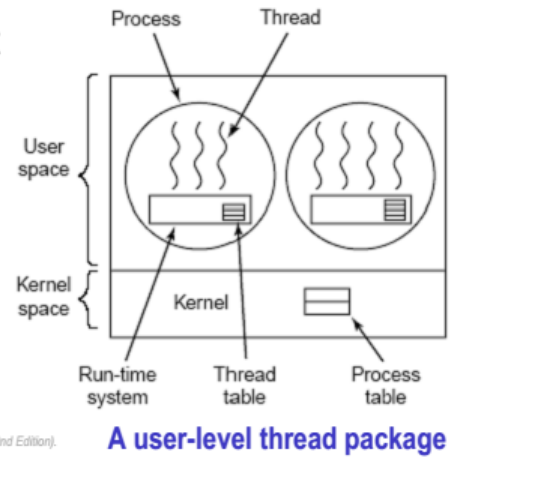 Process
Thread
User
space
Kernel
space
Kernel
Run-time
system
Thread
table
Process
table
nd Edition).
A user-level thread package